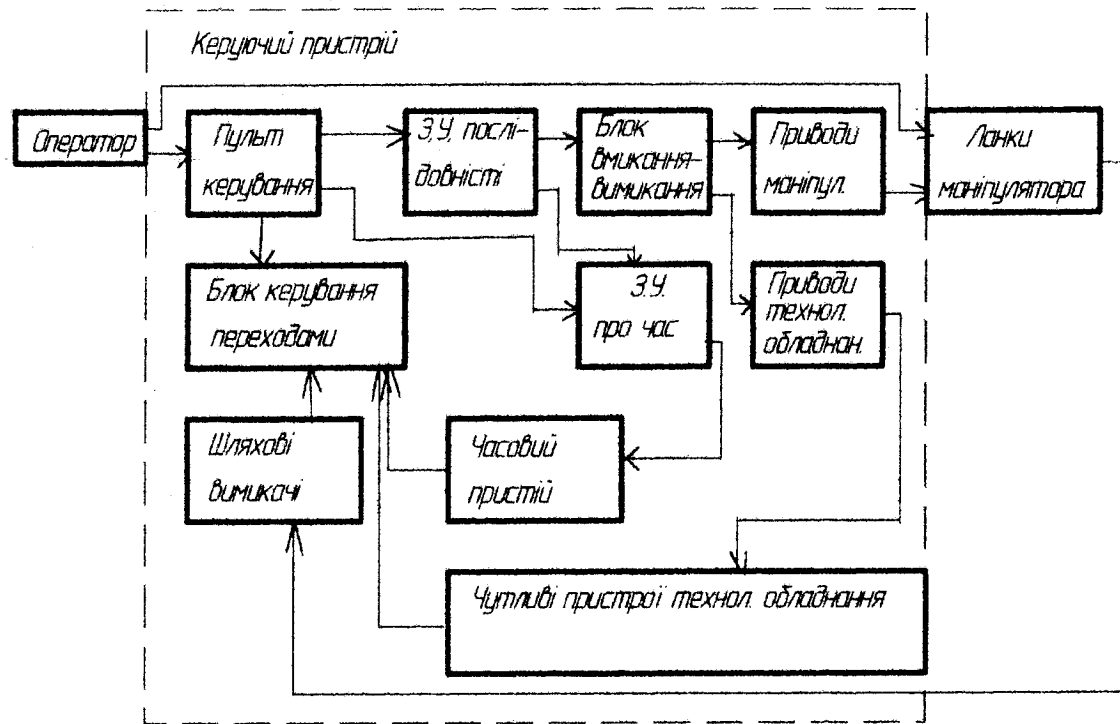 Керуючий пристрій
Оператор
Пульт
керування
З,У, послі-
довністі
Блок
вмикання-
вимикання
Приводи
маніпул.
Ланки
маніпулятора
Блок керування
переходами
З.У.
про час
Приводи
технол.
обладнан.
Шляхові
вимикачі
Часовий
пристій
Чутливі пристрої технол. обладнання